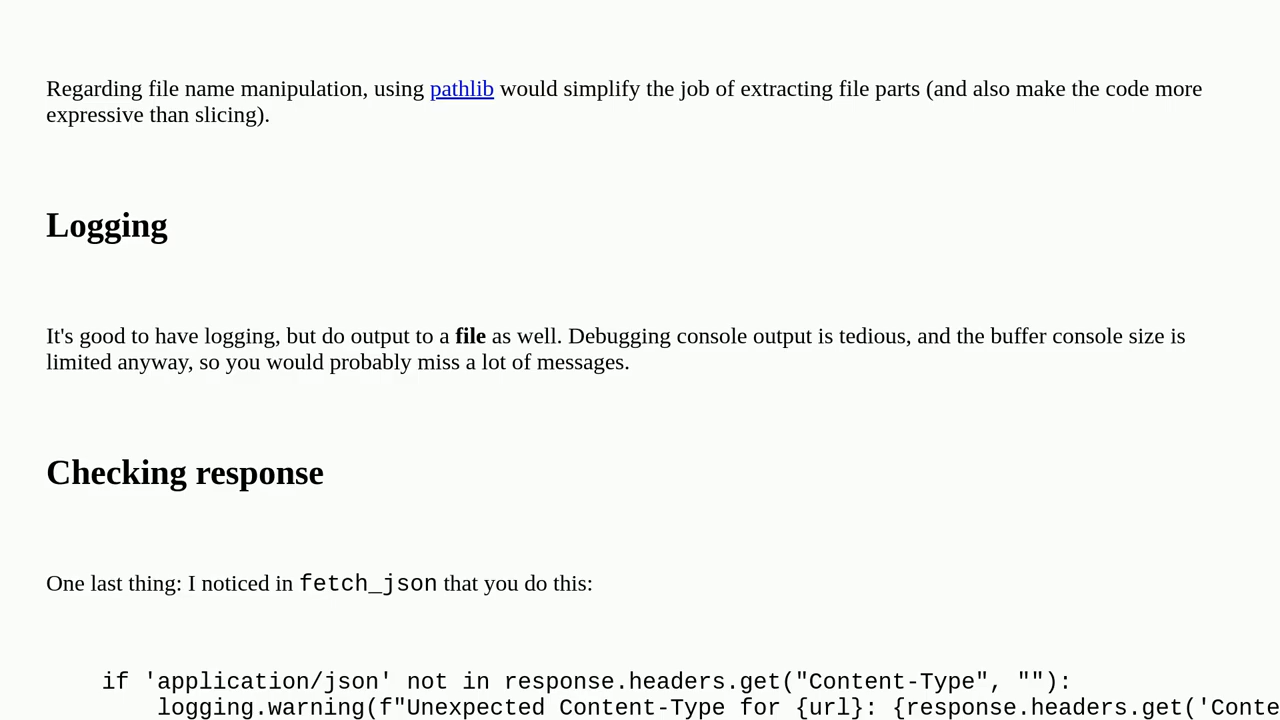 Regarding file name manipulation, using pathlib would simplify the job of extracting file parts (and also make the code more
expressive than slicing).
Logging
It's good to have logging, but do output to a file as well. Debugging console output is tedious, and the buffer console size is
limited anyway, so you would probably miss a lot of messages.
Checking response
One last thing: I noticed in fetch_json that you do this:
if 'application/json' not in response.headers.get("Content-Type", ""):
    logging.warning(f"Unexpected Content-Type for {url}: {response.headers.get('Conte